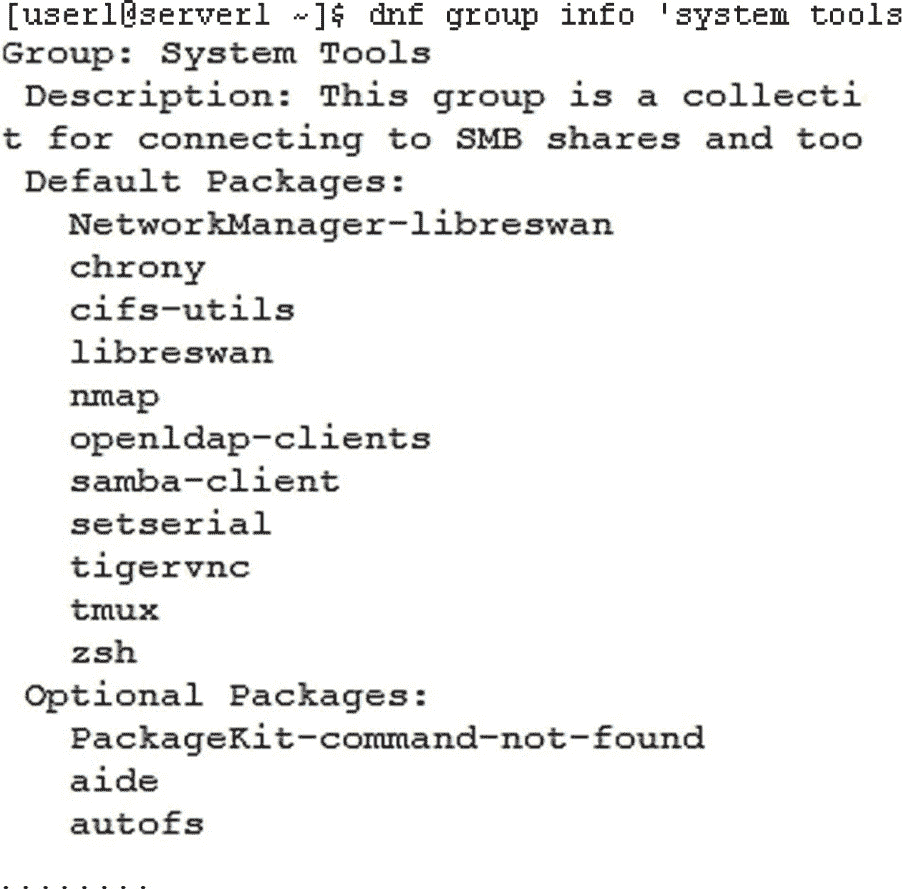 [user1@server1 ~]$ dnf group info 'system tools
Group: System Tools
Description: This group is a collecti
t for connecting to SMB shares and too
Default Packages:
NetworkManager-libreswan
chrony
cifs-utils
libreswan
nmap
openldap-clients
samba-client
setserial
tigervnc
tmux
zsh
Optional Packages:
PackageKit-command-not-found
aide
autofs
. . . . . . . .